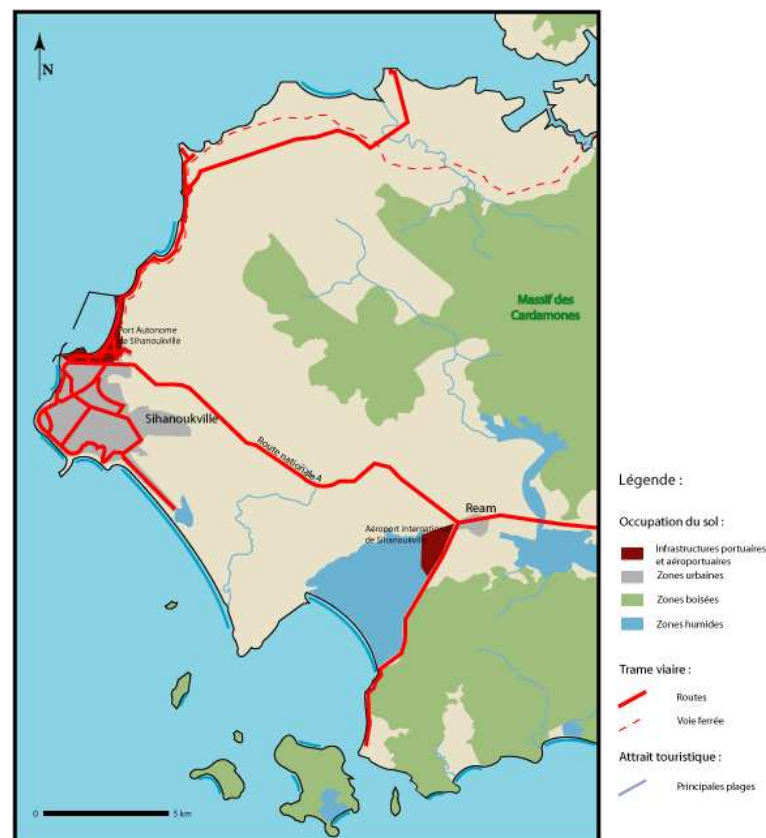 N
Massif des
Cardamones
Port Autonome
de Sihanoukville
Sihanoukville
Route nationale A
Ream
Aéroport international
de Sihanoukville
0 5 km
Légende :
Occupation du sol :
Infrastructures portuaires
et aéroportuaires
Zones urbaines
Zones boisées
Zones humides
Trame viaire :
Routes
Voie ferrée
Attrait touristique :
Principales plages